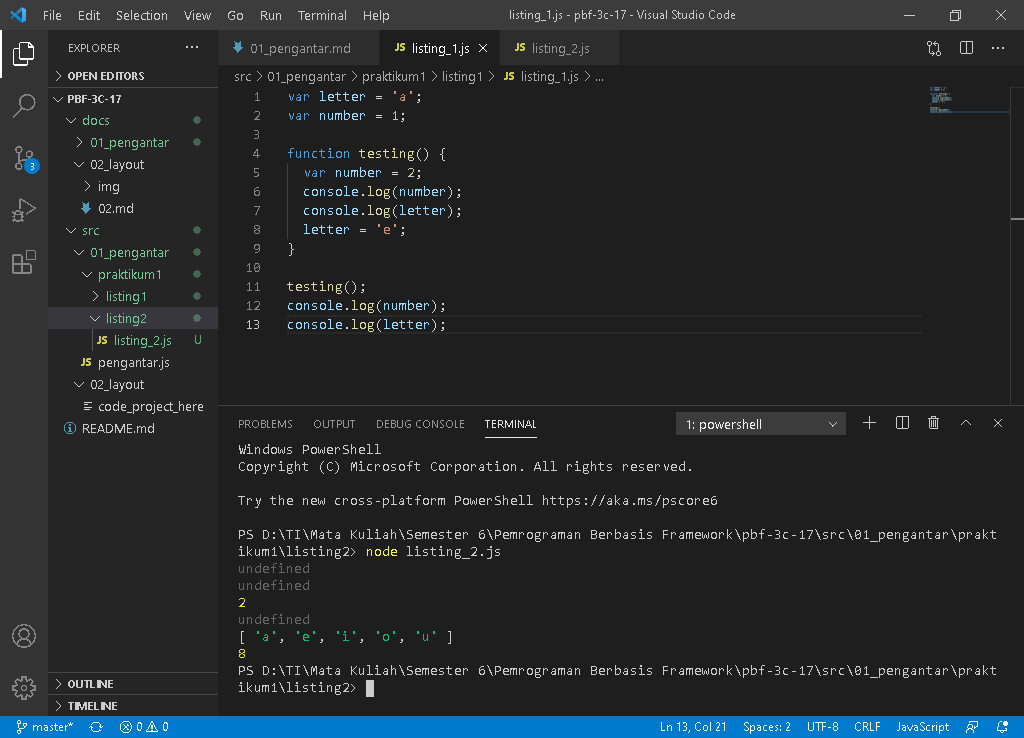 File Edit Selection View Go Run Terminal Help listing_1.js - pbf-3c-17 - Visual Studio Code
EXPLORER
OPEN EDITORS
PBF-3C-17
docs
01_pengantar
02_layout
img
02.md
src
01_pengantar
praktikum1
listing1
listing2
JS listing_2.js U
JS pengantar.js
02_layout
code_project_here
README.md
OUTLINE
TIMELINE
3
01_pengantar.md JS listing_1.js JS listing_2.js
src > 01_pengantar > praktikum1 > listing1 > JS listing_1.js > ...
1 var letter = 'a';
2 var number = 1;
3
4 function testing() {
5 var number = 2;
6 console.log(number);
7 console.log(letter);
8 letter = 'e';
9 }
10
11 testing();
12 console.log(number);
13 console.log(letter);
PROBLEMS OUTPUT DEBUG CONSOLE TERMINAL 1: powershell
Windows PowerShell
Copyright (C) Microsoft Corporation. All rights reserved.
Try the new cross-platform PowerShell https://aka.ms/pscore6
PS D:\TI\Mata Kuliah\Semester 6\Pemrograman Berbasis Framework\pbf-3c-17\src\01_pengantar\prakt
ikum1\listing2> node listing_2.js
undefined
undefined
2
undefined
[ 'a', 'e', 'i', 'o', 'u' ]
8
PS D:\TI\Mata Kuliah\Semester 6\Pemrograman Berbasis Framework\pbf-3c-17\src\01_pengantar\prakt
ikum1\listing2>
master* 0 0 Ln 13, Col 21 Spaces: 2 UTF-8 CRLF JavaScript